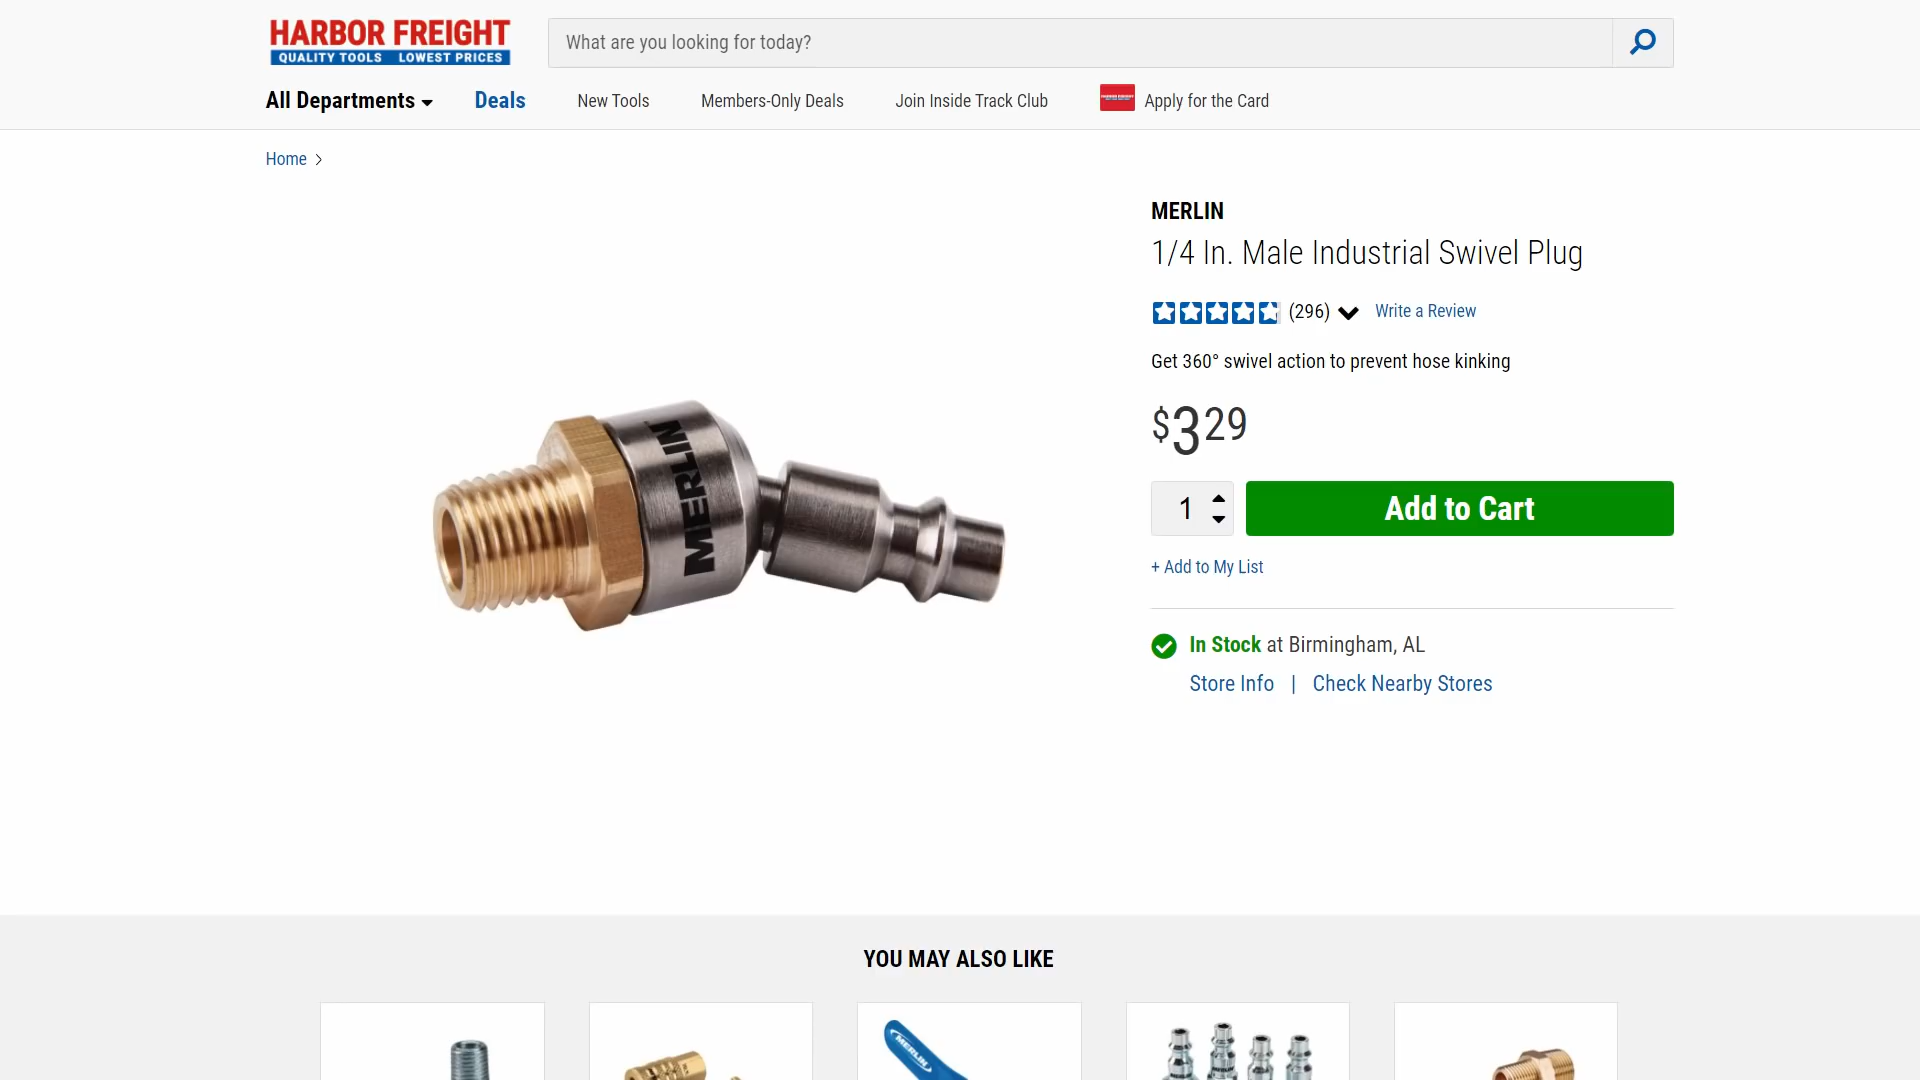 HARBOR FREIGHT
QUALITY TOOLS LOWEST PRICES
What are you looking for today?
All Departments
Deals
New Tools
Members-Only Deals
Join Inside Track Club
Apply for the Card
Home
MERLIN
1/4 In. Male Industrial Swivel Plug
(296)
Write a Review
Get 360° swivel action to prevent hose kinking
$3 29
1
Add to Cart
+ Add to My List
In Stock at Birmingham, AL
Store Info | Check Nearby Stores
MERLIN
YOU MAY ALSO LIKE
MERLIN